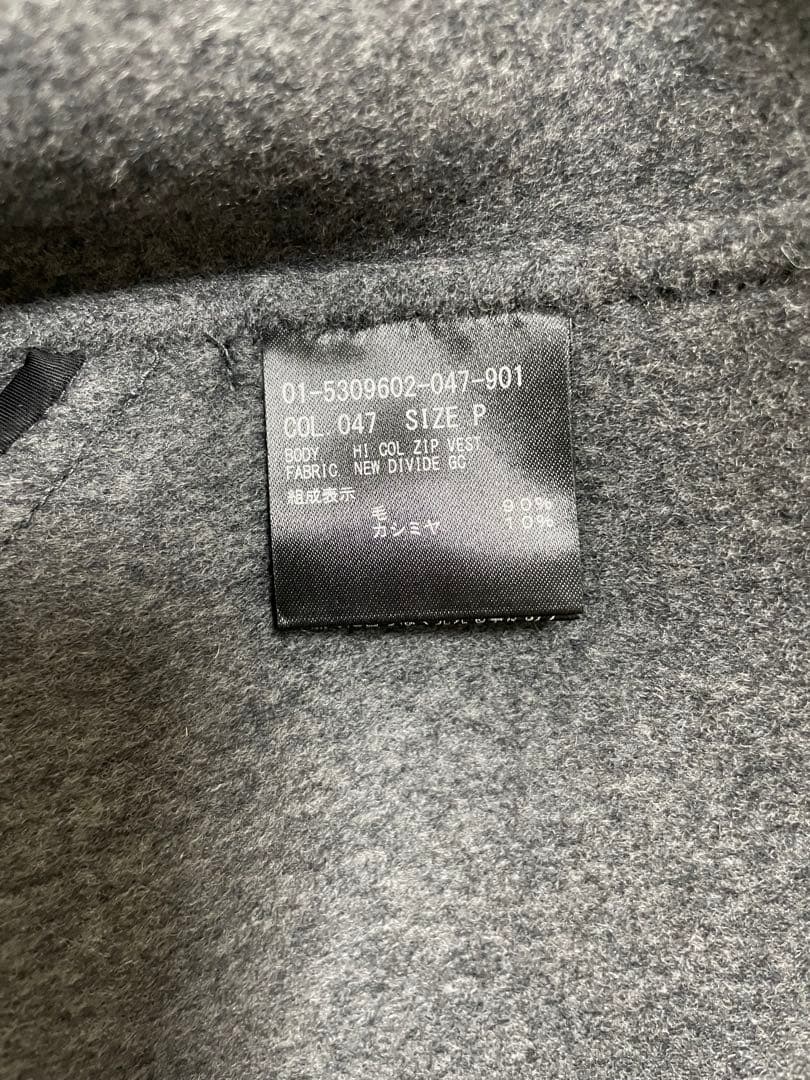 01-5309602-047-901
COL. 047 SIZE P
BODY HI COL ZIP VEST
FABRIC NEW DIVIDE GC
組成表示
毛 90%
カシミヤ 10%